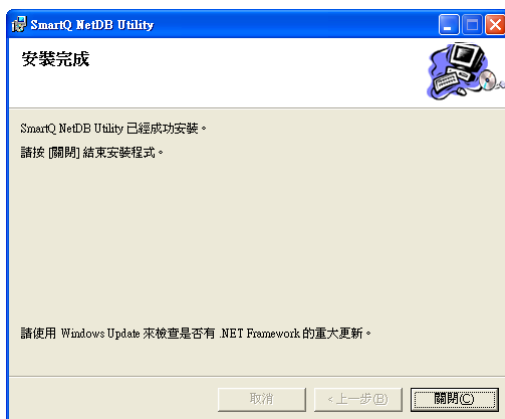 SmartQ NetDB Utility
安裝完成
SmartQ NetDB Utility 已經成功安裝。
請按 [關閉] 結束安裝程式。
請使用 Windows Update 來檢查是否有 .NET Framework 的重大更新。
取消
<上一步(B)
關閉(C)